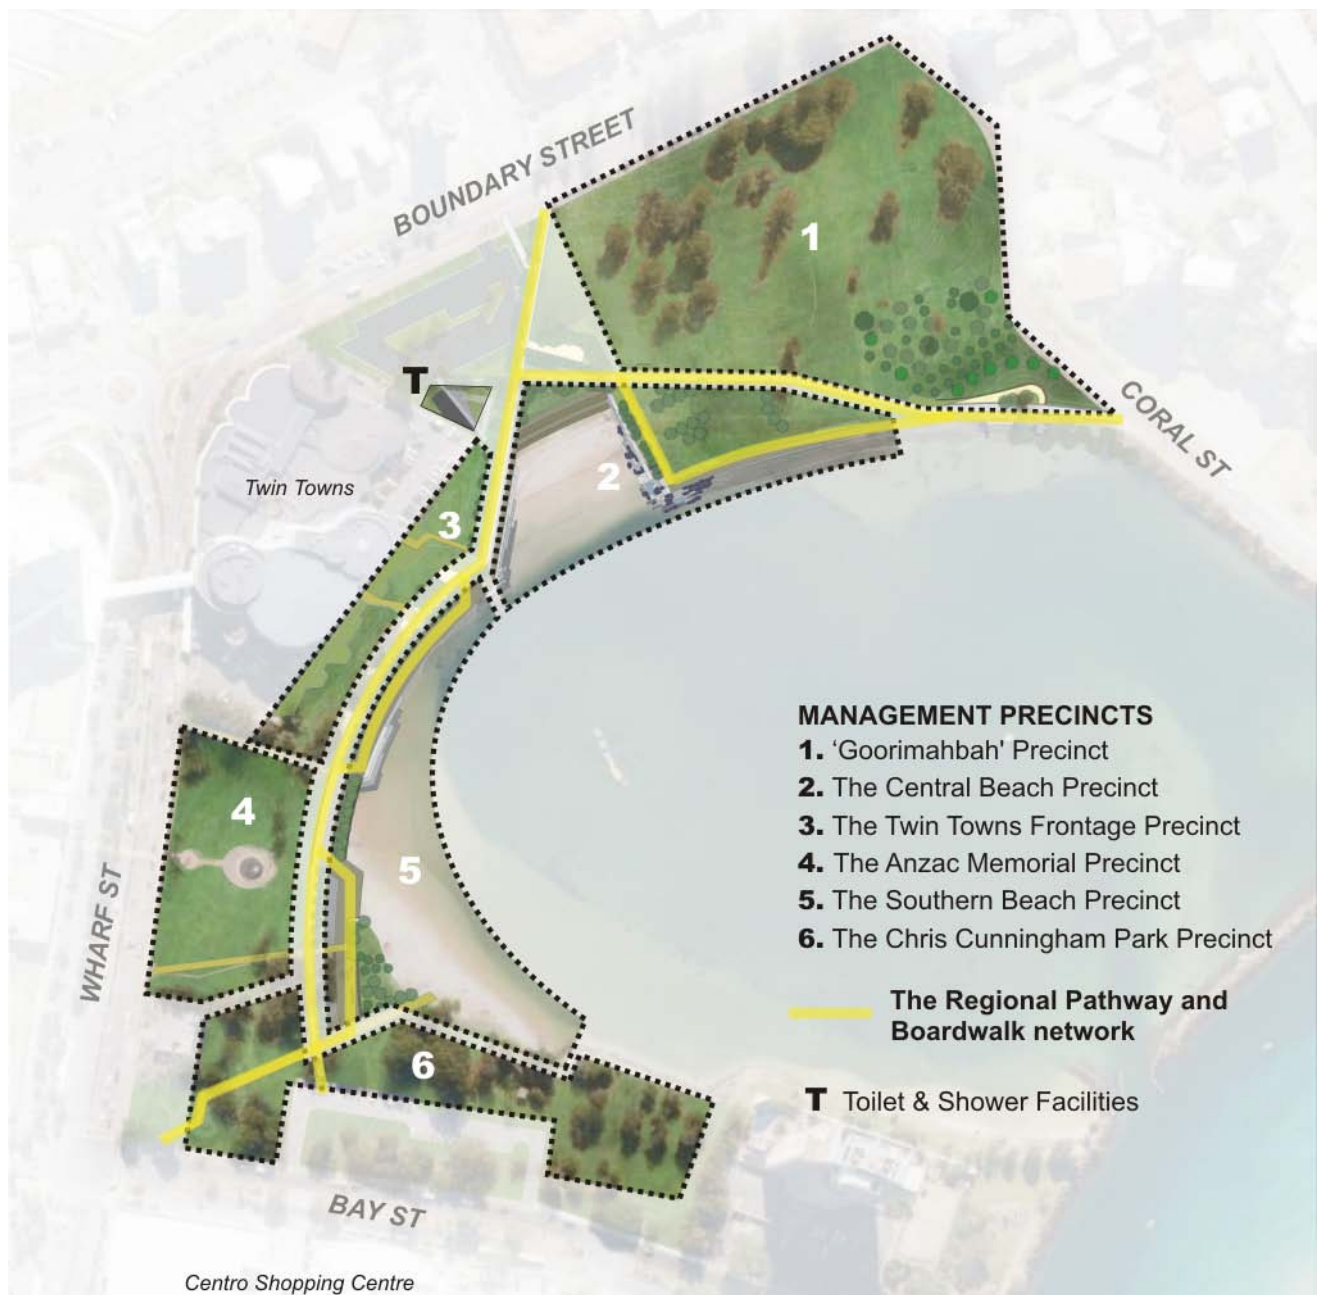 BOUNDARY STREET
1
T
CORAL ST
2
Twin Towns
3
MANAGEMENT PRECINCTS
1. 'Goorimahbah' Precinct
2. The Central Beach Precinct
4
3. The Twin Towns Frontage Precinct
4. The Anzac Memorial Precinct
5
5. The Southern Beach Precinct
WHARF ST
6. The Chris Cunningham Park Precinct
The Regional Pathway and
Boardwalk network
6
T Toilet & Shower Facilities
BAY ST
Centro Shopping Centre